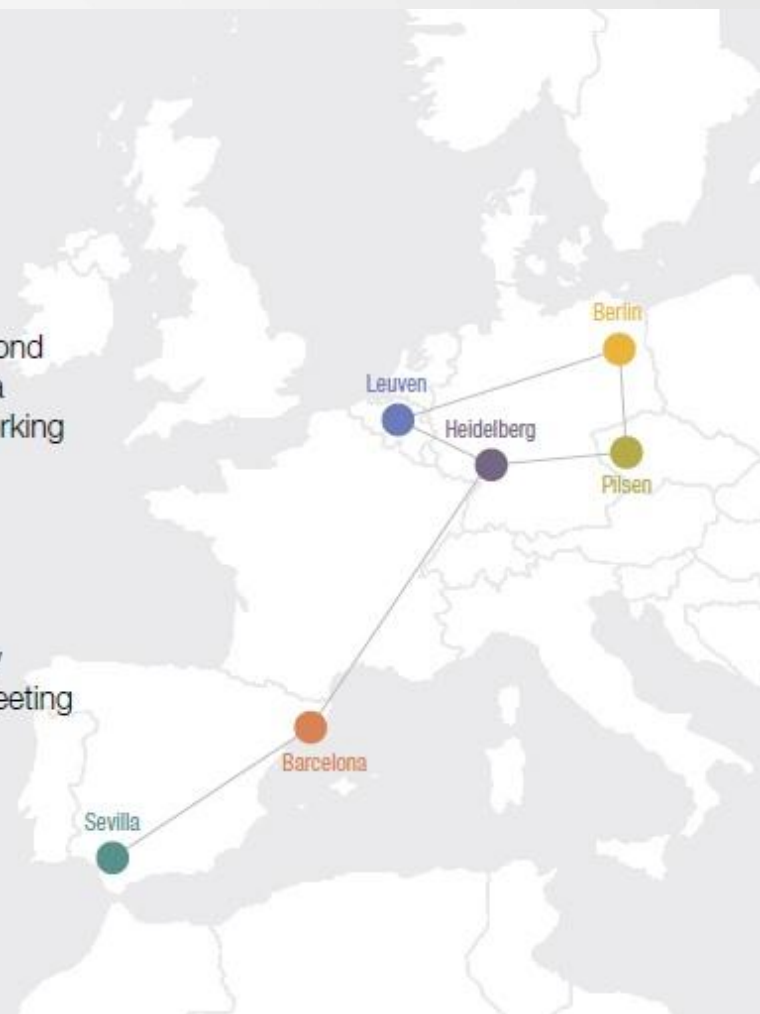 Berlin
ond
Leuven
rking
Heidelberg
Pilsen
eeting
Barcelona
Sevilla